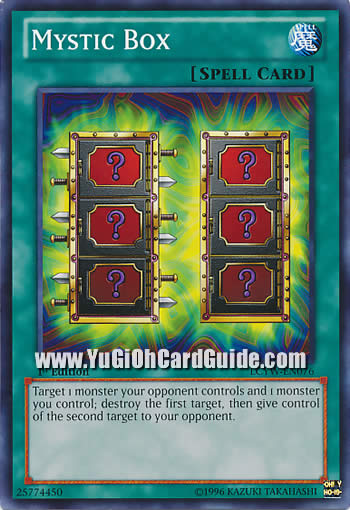 Mystic Box
SPELL
魔
[Spell Card]
?
?
?
?
?
?
www.YuGiOhCardGuide.com
1st Edition
LCYW-EN076
Target 1 monster your opponent controls and 1 monster
you control; destroy the first target, then give control
of the second target to your opponent.
25774450
©1996 KAZUKI TAKAHASHI